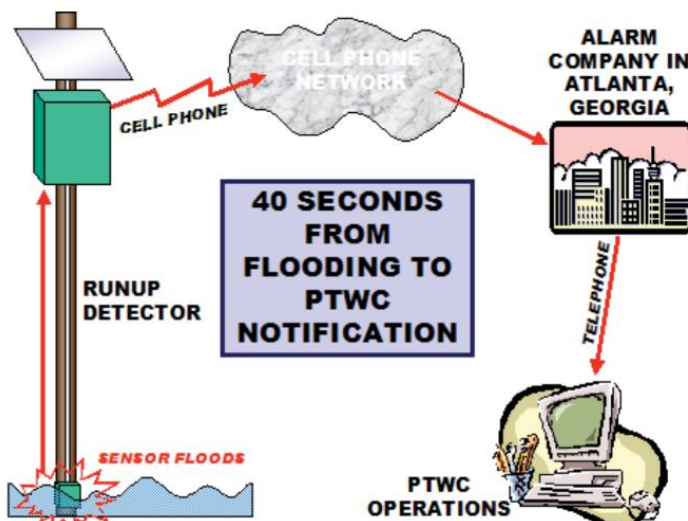 CELL PHONE
NETWORK
ALARM
COMPANY IN
ATLANTA,
GEORGIA
CELL PHONE
40 SECONDS
FROM
FLOODING TO
PTWC
NOTIFICATION
RUNUP
DETECTOR
TELEPHONE
SENSOR FLOODS
PTWC
OPERATIONS